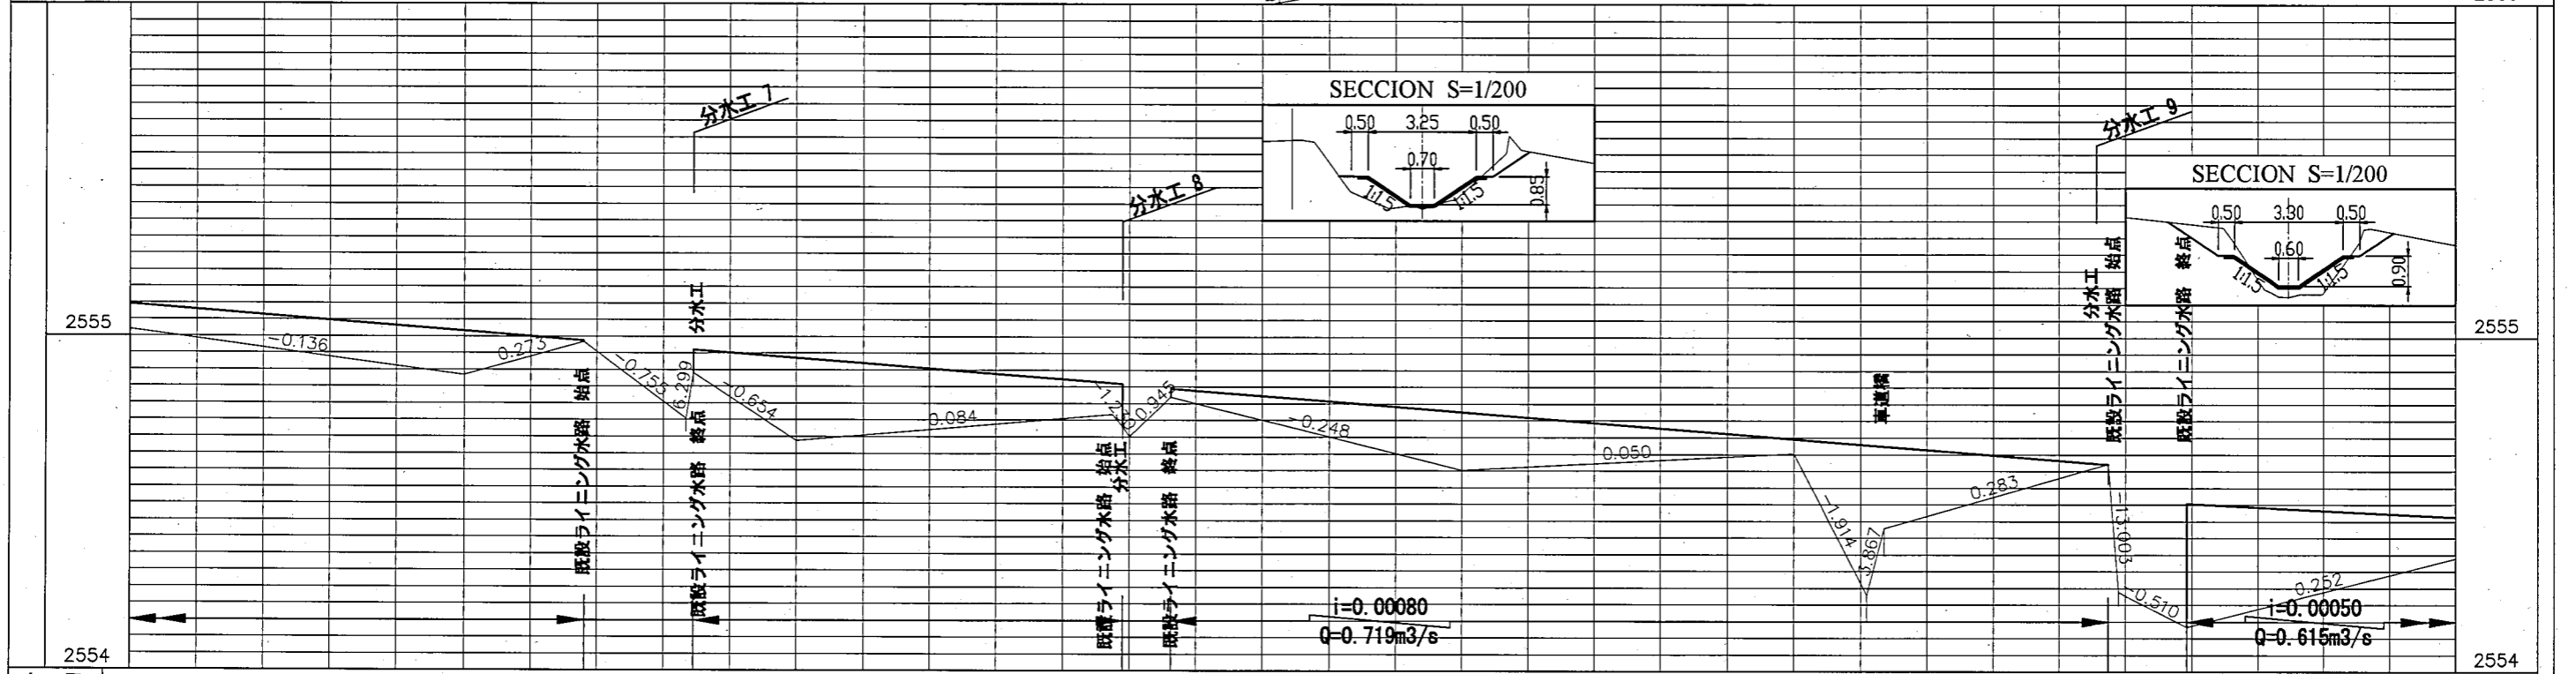 分水工 7
分水工 8
分水工 9
SECCION S=1/200
0.50 3.25 0.50
0.70
1:1.5 1:1.5
0.85
SECCION S=1/200
0.50 3.30 0.50
0.60
1:1.5 1:1.5
0.90
2555
2555
-0.136
0.273
-0.755
6.299
-0.654
0.084
0.945
-0.248
0.050
-1.914
5.867
0.283
-13.003
-0.510
0.252
既設ライニング水路 始点
分水工
既設ライニング水路 終点
既設ライニング水路 始点
分水工
既設ライニング水路 終点
車道橋
分水工
既設ライニング水路 始点
既設ライニング水路 終点
i=0.00080
Q=0.719m3/s
i=0.00050
Q=0.615m3/s
2554
2554